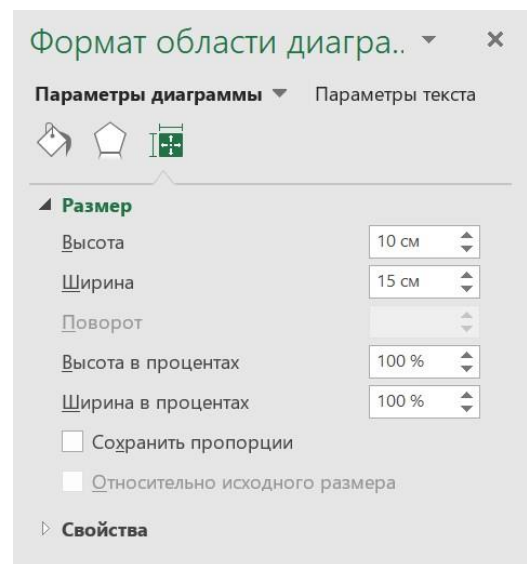 Формат области диагра..
Параметры диаграммы Параметры текста
Размер
Высота 10 см
Ширина 15 см
Поворот
Высота в процентах 100 %
Ширина в процентах 100 %
Сохранить пропорции
Относительно исходного размера
Свойства